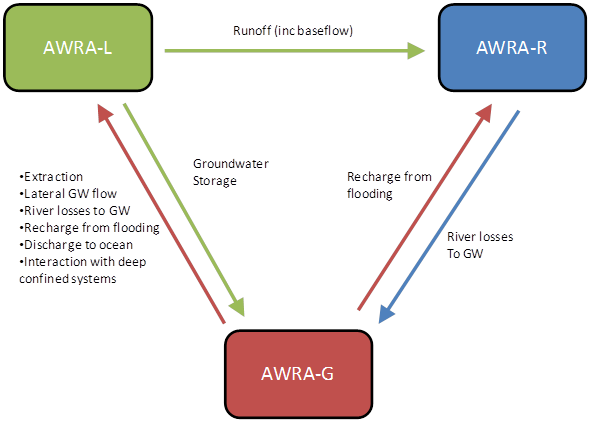 AWRA-L
Runoff (inc baseflow)
AWRA-R
Groundwater
Storage
•Extraction
•Lateral GW flow
•River losses to GW
•Recharge from flooding
•Discharge to ocean
•Interaction with deep
confined systems
Recharge from
flooding
River losses
To GW
AWRA-G